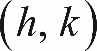 (h, k)